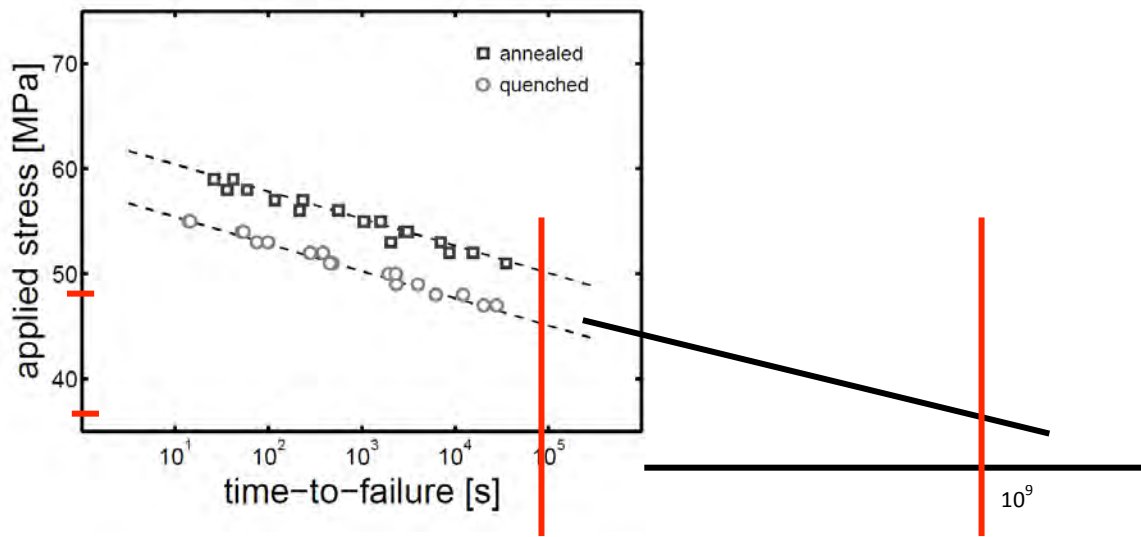 70
60
50
40
applied stress [MPa]
annealed
quenched
10¹ 10² 10³ 10⁴ 10⁵
time−to−failure [s]
10⁹